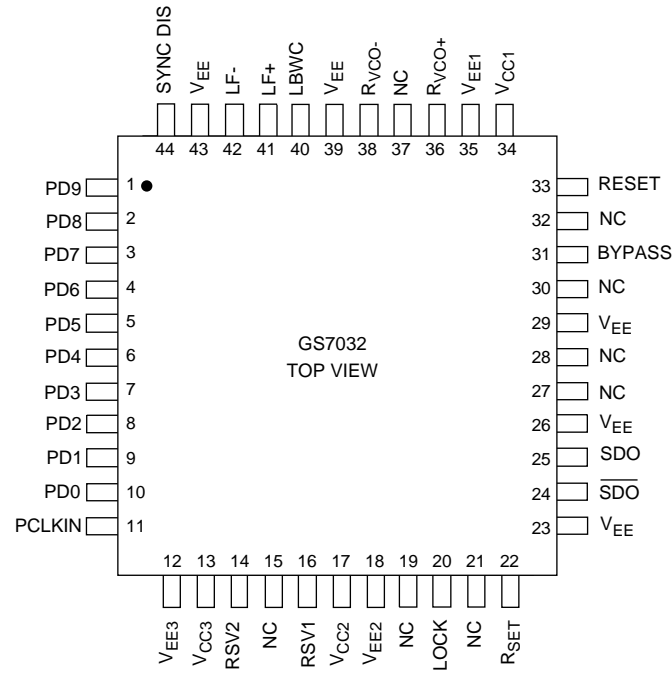 SYNC DIS
VEE
LF-
LF+
LBWC
VEE
RVCO-
NC
RVCO+
VEE1
VCC1
44 43 42 41 40 39 38 37 36 35 34
PD9 1 33 RESET
PD8 2 32 NC
PD7 3 31 BYPASS
PD6 4 30 NC
PD5 5 29 VEE
GS7032
PD4 6 28 NC
TOP VIEW
PD3 7 27 NC
PD2 8 26 VEE
PD1 9 25 SDO
PD0 10 24 SDO
PCLKIN 11 23 VEE
12 13 14 15 16 17 18 19 20 21 22
VEE3
VCC3
RSV2
NC
RSV1
VCC2
VEE2
NC
LOCK
NC
RSET